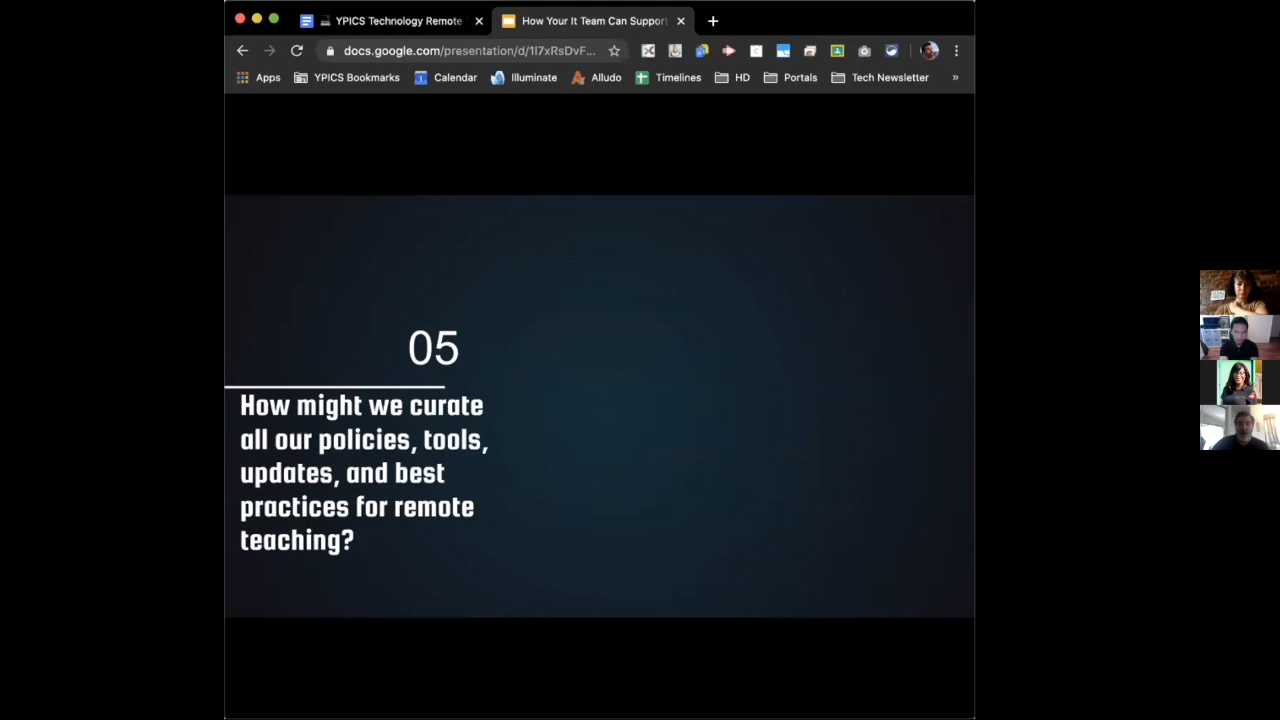 YPICS Technology Remote
How Your It Team Can Support
docs.google.com/presentation/d/1I7xRsDvF...
Apps
YPICS Bookmarks
Calendar
Illuminate
Alludo
Timelines
HD
Portals
Tech Newsletter
»
05
How might we curate
all our policies, tools,
updates, and best
practices for remote
teaching?